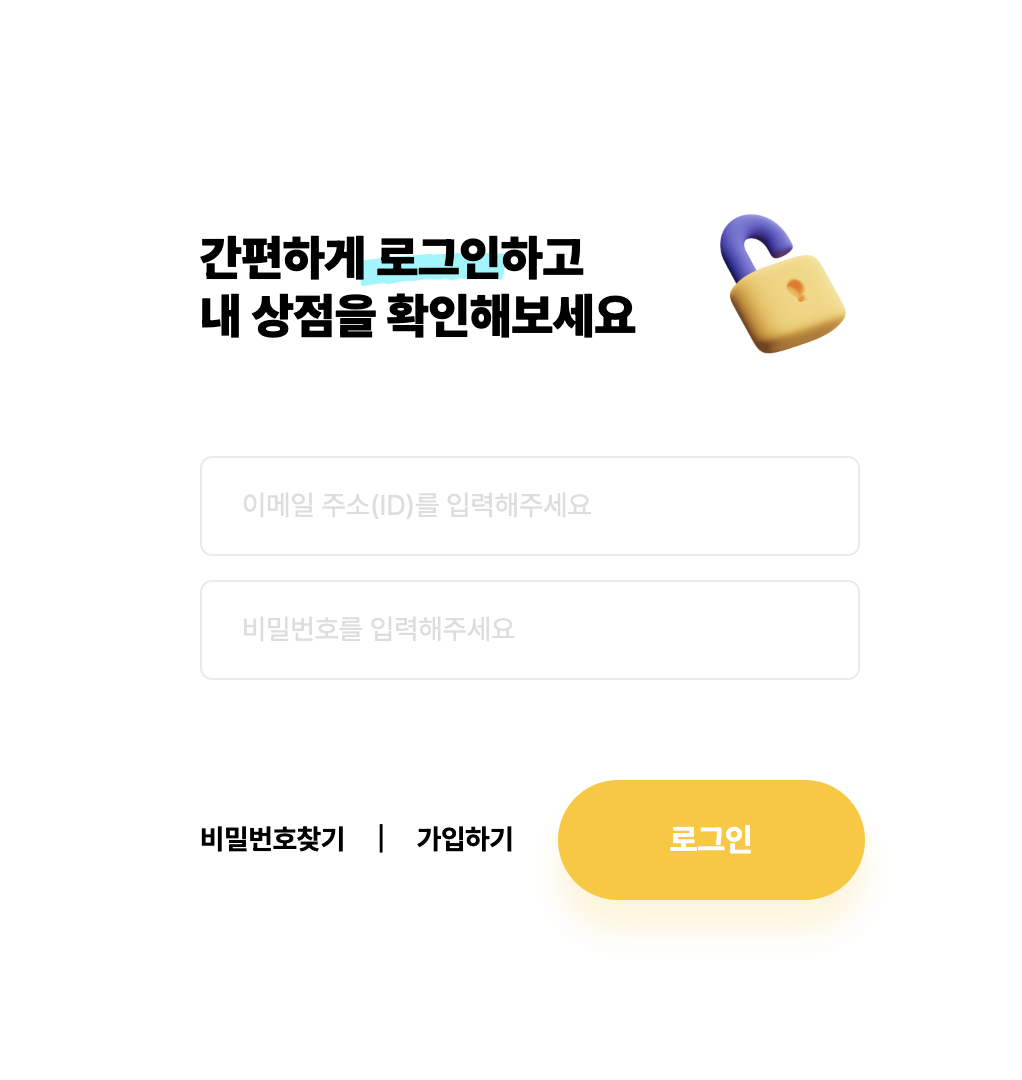 간편하게 로그인하고
내 상점을 확인해보세요
이메일 주소(ID)를 입력해주세요
비밀번호를 입력해주세요
비밀번호찾기 | 가입하기
로그인